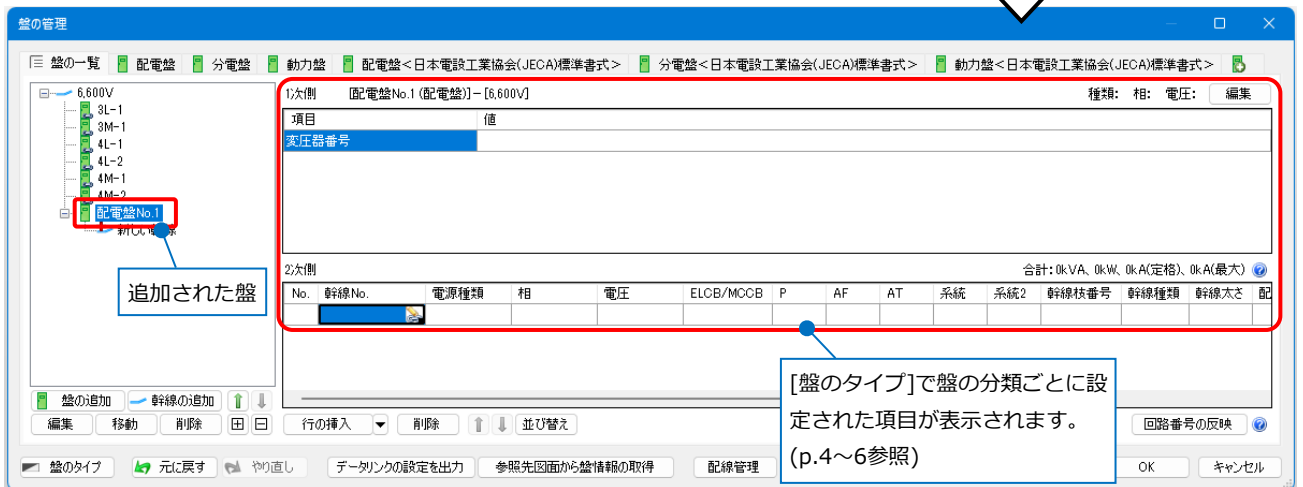 盤の管理
盤の一覧 配電盤 分電盤 動力盤 配電盤<日本電設工業協会(JECA)標準書式> 分電盤<日本電設工業協会(JECA)標準書式> 動力盤<日本電設工業協会(JECA)標準書式>
6,600V
3L-1
3M-1
4L-1
4L-2
4M-1
4M-2
配電盤No.1
新しい幹線
追加された盤
1次側 [配電盤No.1 (配電盤)]-[6,600V] 種類: 相: 電圧: 編集
項目 値
変圧器番号
2次側 合計:0kVA、0kW、0kA(定格)、0kA(最大)
No. 幹線No. 電源種類 相 電圧 ELCB/MCCB P AF AT 系統 系統2 幹線枝番号 幹線種類 幹線太さ 配
[盤のタイプ]で盤の分類ごとに設
定された項目が表示されます。
(p.4~6参照)
盤の追加 幹線の追加
編集 移動 削除 行の挿入 削除 並び替え 回路番号の反映
盤のタイプ 元に戻す やり直し データリンクの設定を出力 参照先図面から盤情報の取得 配線管理 OK キャンセル